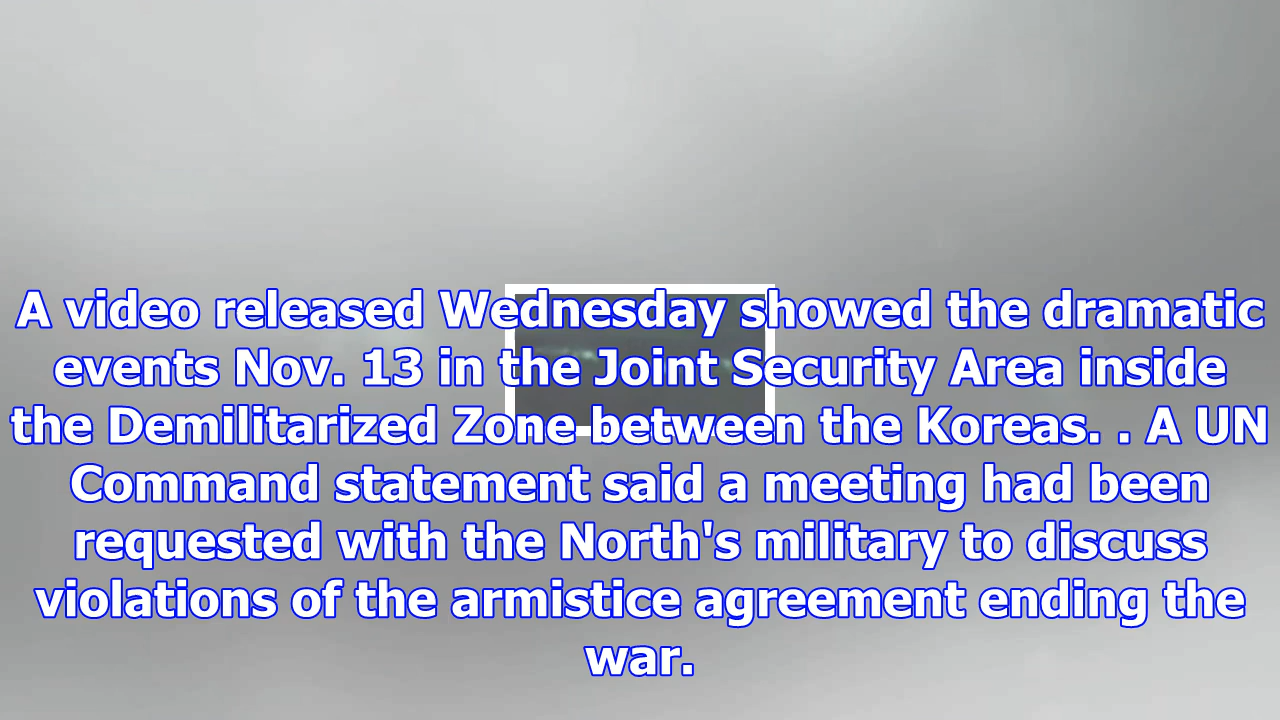 A video released Wednesday showed the dramatic
events Nov. 13 in the Joint Security Area inside
the Demilitarized Zone between the Koreas. . A UN
Command statement said a meeting had been
requested with the North's military to discuss
violations of the armistice agreement ending the
war.